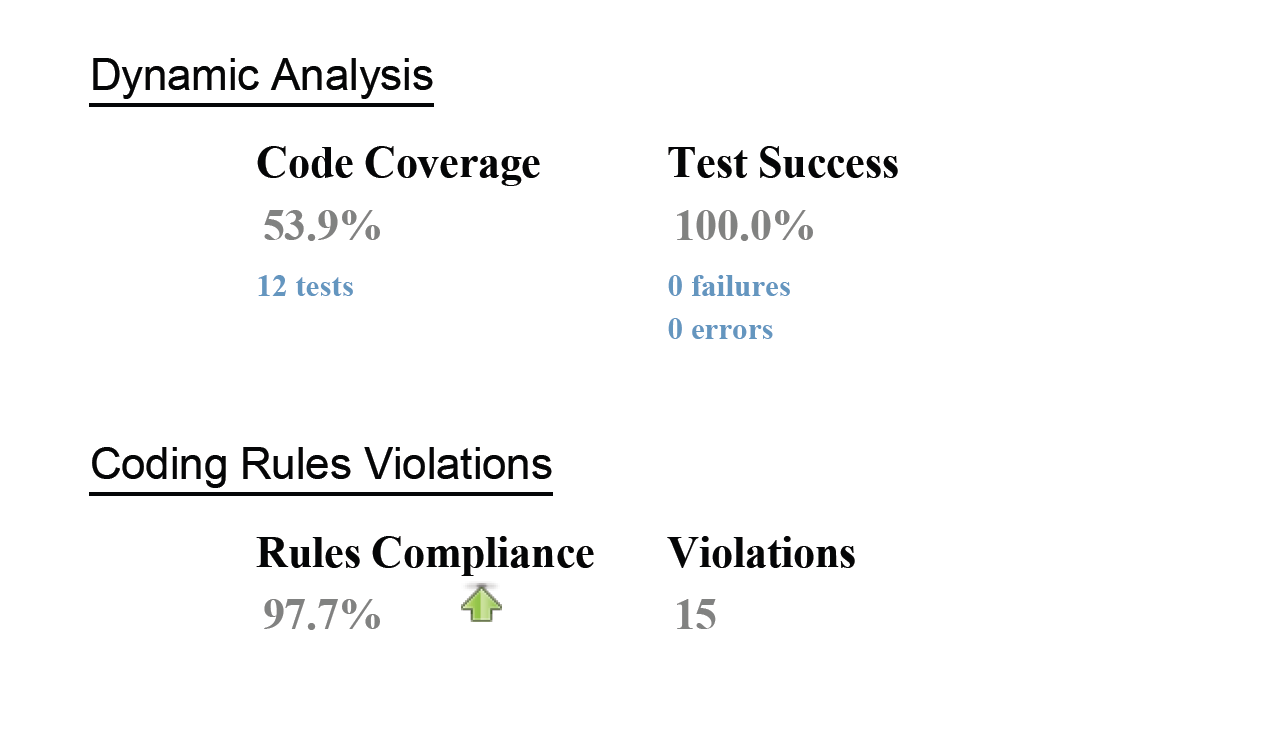 Dynamic Analysis
Code Coverage Test Success
53.9% 100.0%
12 tests 0 failures
0 errors
Coding Rules Violations
Rules Compliance Violations
97.7% 15